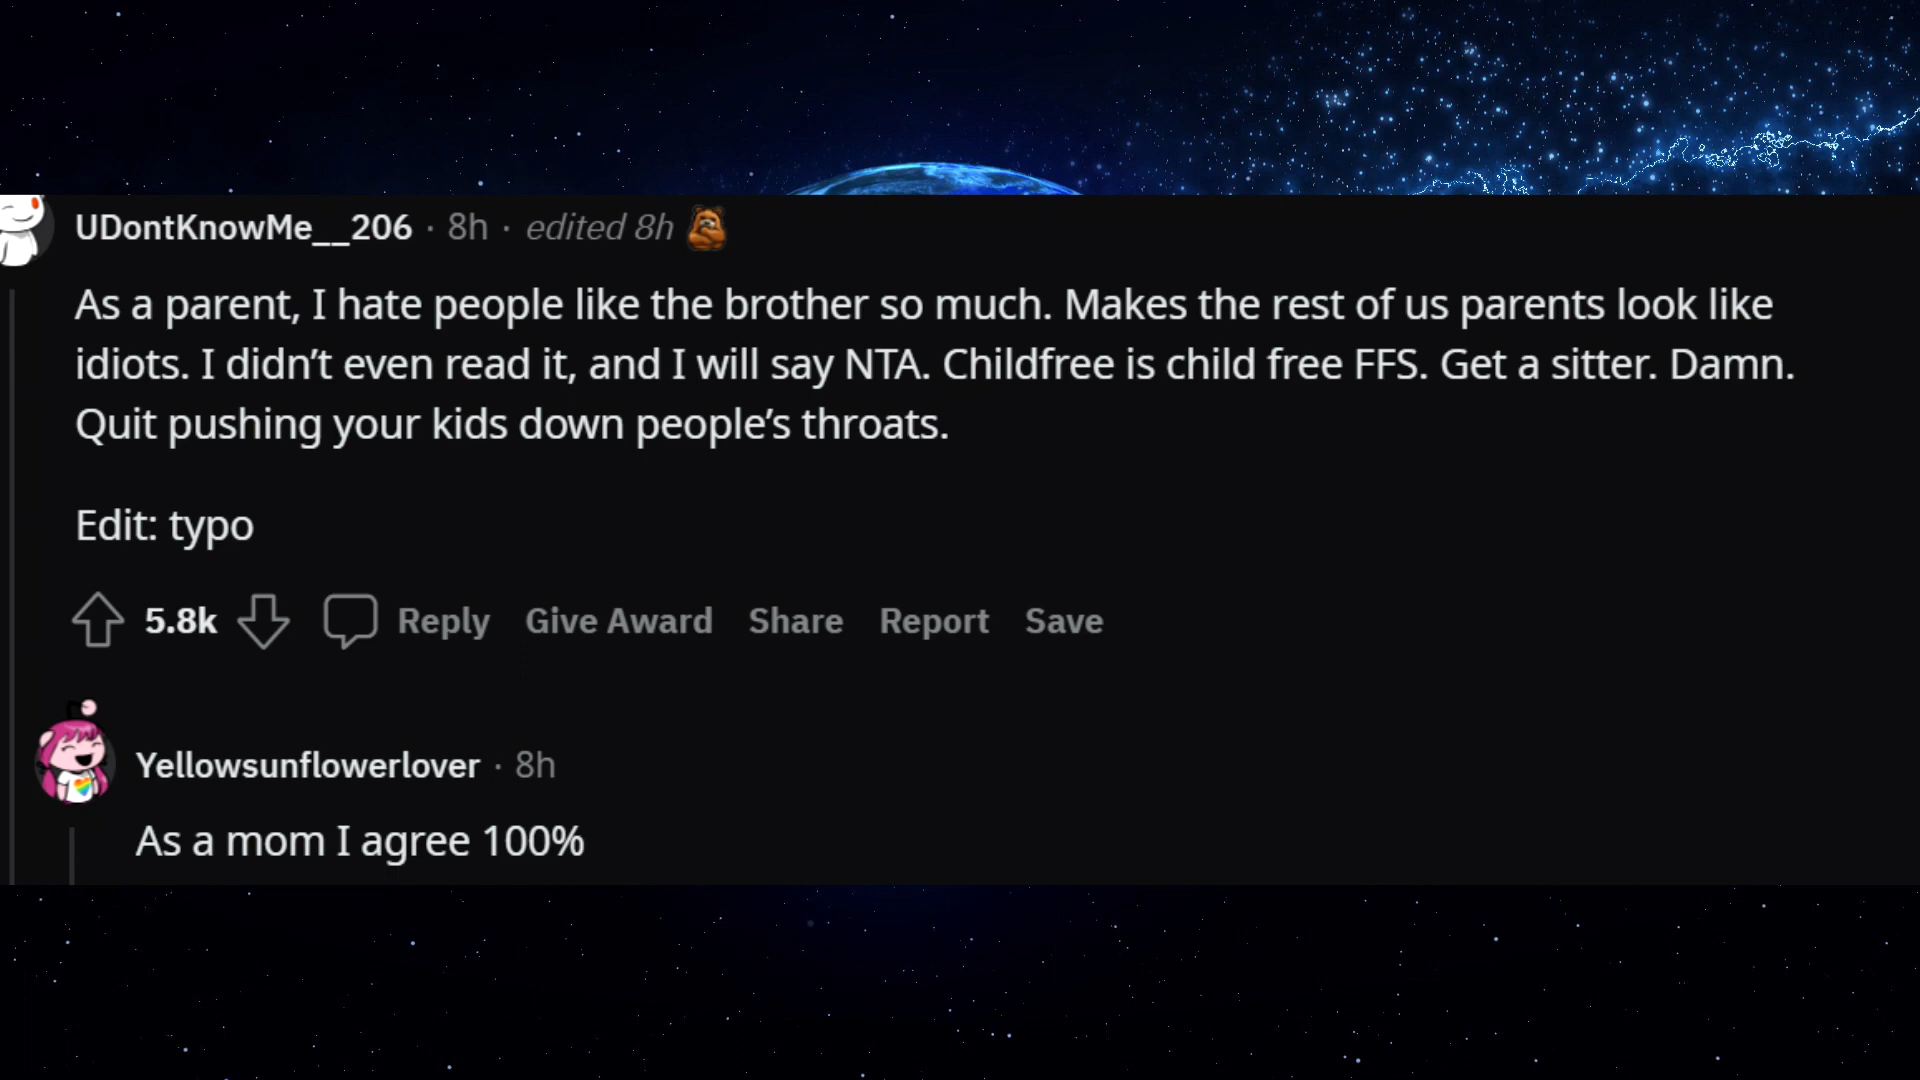 UDontKnowMe__206 · 8h · edited 8h
As a parent, I hate people like the brother so much. Makes the rest of us parents look like
idiots. I didn’t even read it, and I will say NTA. Childfree is child free FFS. Get a sitter. Damn.
Quit pushing your kids down people’s throats.
Edit: typo
5.8k Reply Give Award Share Report Save
Yellowsunflowerlover · 8h
As a mom I agree 100%